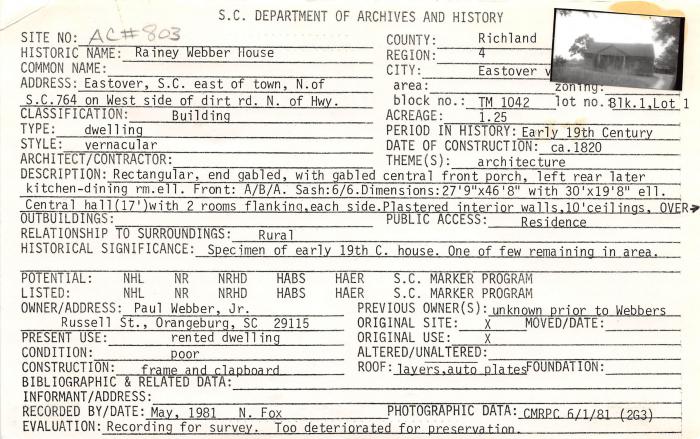 S.C. DEPARTMENT OF ARCHIVES AND HISTORY
SITE NO: AC#803
COUNTY: Richland
HISTORIC NAME: Rainey Webber House
REGION: 4
COMMON NAME:
CITY: Eastover v
ADDRESS: Eastover, S.C. east of town, N.of
area: zoning:
S.C.764 on West side of dirt rd. N. of Hwy.
block no.: TM 1042 lot no. Blk.1,Lot 1
CLASSIFICATION: Building
ACREAGE: 1.25
TYPE: dwelling
PERIOD IN HISTORY: Early 19th Century
STYLE: vernacular
DATE OF CONSTRUCTION: ca.1820
ARCHITECT/CONTRACTOR:
THEME(S): architecture
DESCRIPTION: Rectangular, end gabled, with gabled central front porch, left rear later
kitchen-dining rm.ell. Front: A/B/A. Sash:6/6.Dimensions:27'9"x46'8" with 30'x19'8" ell.
Central hall(17')with 2 rooms flanking,each side.Plastered interior walls,10'ceilings, OVER→
OUTBUILDINGS:
PUBLIC ACCESS: Residence
RELATIONSHIP TO SURROUNDINGS: Rural
HISTORICAL SIGNIFICANCE: Specimen of early 19th C. house. One of few remaining in area.
POTENTIAL: NHL NR NRHD HABS HAER S.C. MARKER PROGRAM
LISTED: NHL NR NRHD HABS HAER S.C. MARKER PROGRAM
OWNER/ADDRESS: Paul Webber, Jr.
PREVIOUS OWNER(S): unknown prior to Webbers
Russell St., Orangeburg, SC 29115
ORIGINAL SITE: X MOVED/DATE:
PRESENT USE: rented dwelling
ORIGINAL USE: X
CONDITION: poor
ALTERED/UNALTERED:
CONSTRUCTION: frame and clapboard
ROOF: layers,auto plates FOUNDATION:
BIBLIOGRAPHIC & RELATED DATA:
INFORMANT/ADDRESS:
RECORDED BY/DATE: May, 1981 N. Fox
PHOTOGRAPHIC DATA: CMRPC 6/1/81 (2G3)
EVALUATION: Recording for survey. Too deteriorated for preservation.